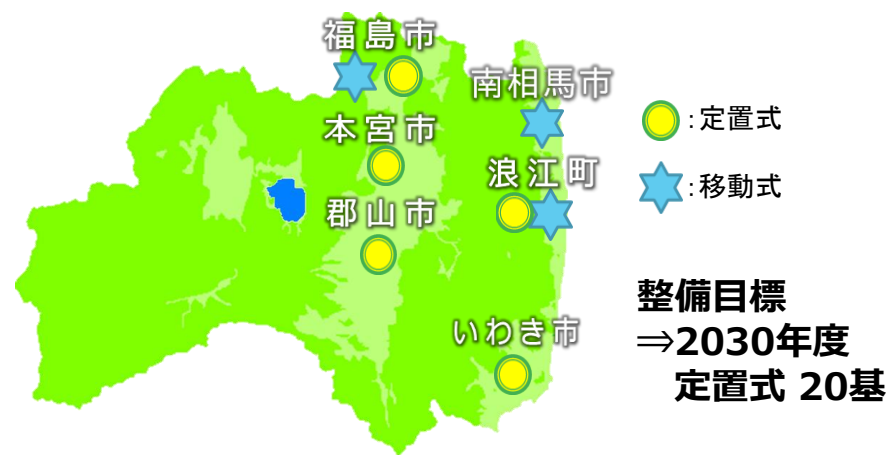 福島市
南相馬市
:定置式
本宮市
浪江町
:移動式
郡山市
整備目標
⇒2030年度
定置式 20基
いわき市